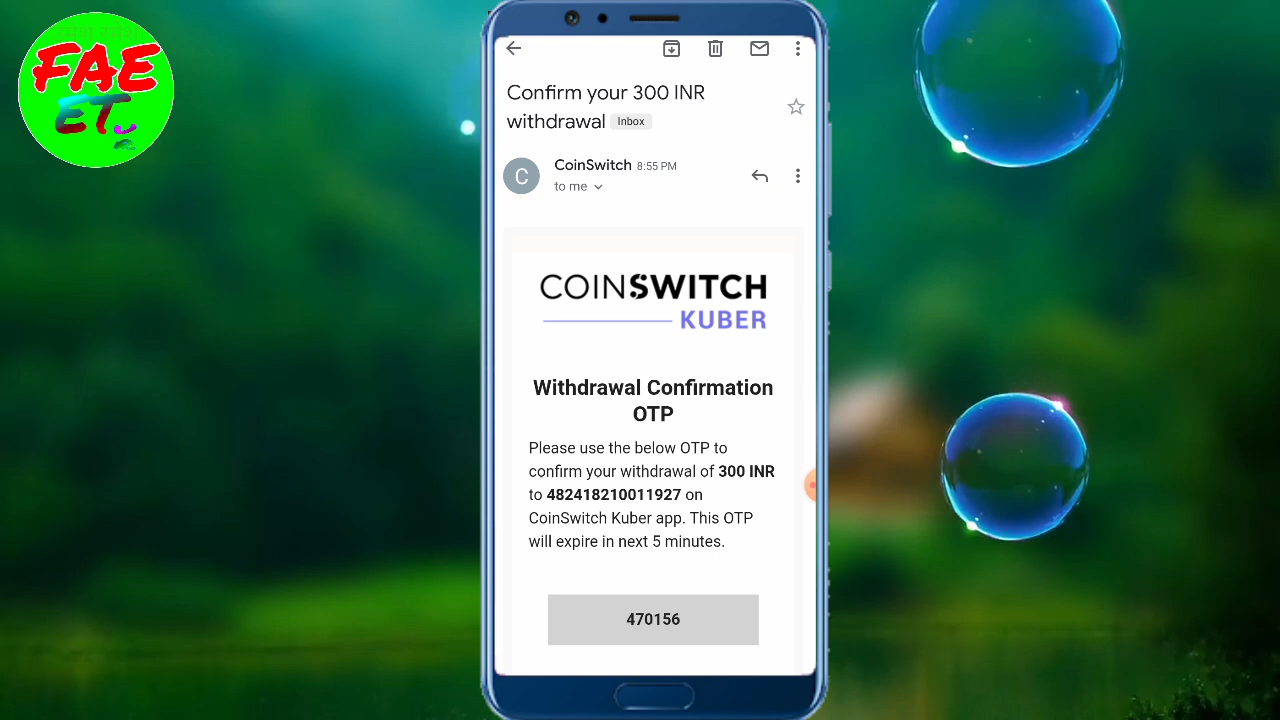 FAE
ET
Confirm your 300 INR
withdrawal Inbox
C
CoinSwitch 8:55 PM
to me
COINSWITCH
KUBER
Withdrawal Confirmation
OTP
Please use the below OTP to
confirm your withdrawal of 300 INR
to 482418210011927 on
CoinSwitch Kuber app. This OTP
will expire in next 5 minutes.
470156